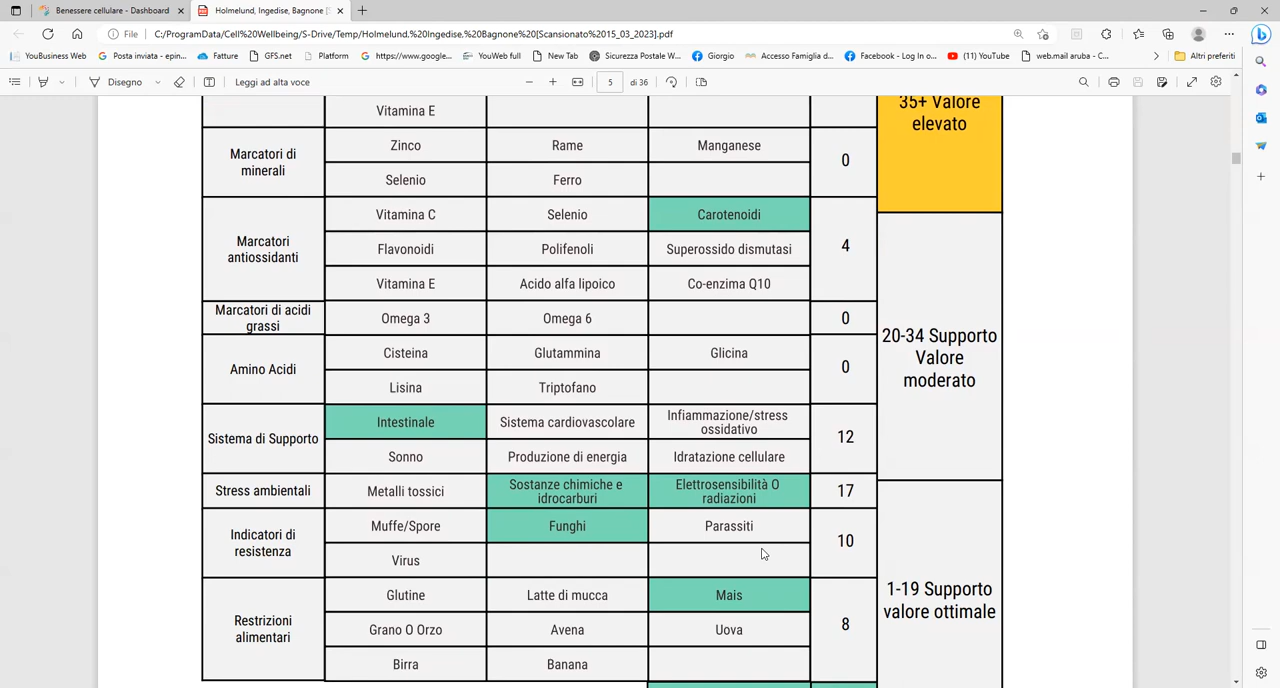 Benessere cellulare - Dashboard
Holmelund, Ingedise, Bagnone [S
C:/ProgramData/Cell%20Wellbeing/S-Drive/Temp/Holmelund,%20Ingedise,%20Bagnone%20[Scansionato%2015_03_2023].pdf
File
YouBusiness Web
Posta inviata - epin...
Fatture
GFS.net
Platform
https://www.google...
YouWeb full
N. Doc
Sicurezza Postale W...
Giorgio
Accesso Famiglia d...
Facebook - Log In o...
(11) YouTube
web.mail aruba - C...
Altri preferiti
Disegno
Leggi ad alta voce
5
di 36
Vitamina E
35+ Valore
elevato
Marcatori di
minerali
Zinco
Rame
Manganese
0
Selenio
Ferro
Marcatori
antiossidanti
Vitamina C
Selenio
Carotenoidi
4
Flavonoidi
Polifenoli
Superossido dismutasi
Vitamina E
Acido alfa lipoico
Co-enzima Q10
Marcatori di acidi
grassi
Omega 3
Omega 6
0
20-34 Supporto
Valore
moderato
Amino Acidi
Cisteina
Glutammina
Glicina
0
Lisina
Triptofano
Sistema di Supporto
Intestinale
Sistema cardiovascolare
Infiammazione/stress
ossidativo
12
Sonno
Produzione di energia
Idratazione cellulare
Stress ambientali
Metalli tossici
Sostanze chimiche e
idrocarburi
Elettrosensibilità O
radiazioni
17
Indicatori di
resistenza
Muffe/Spore
Funghi
Parassiti
10
Virus
1-19 Supporto
valore ottimale
Restrizioni
alimentari
Glutine
Latte di mucca
Mais
8
Grano O Orzo
Avena
Uova
Birra
Banana